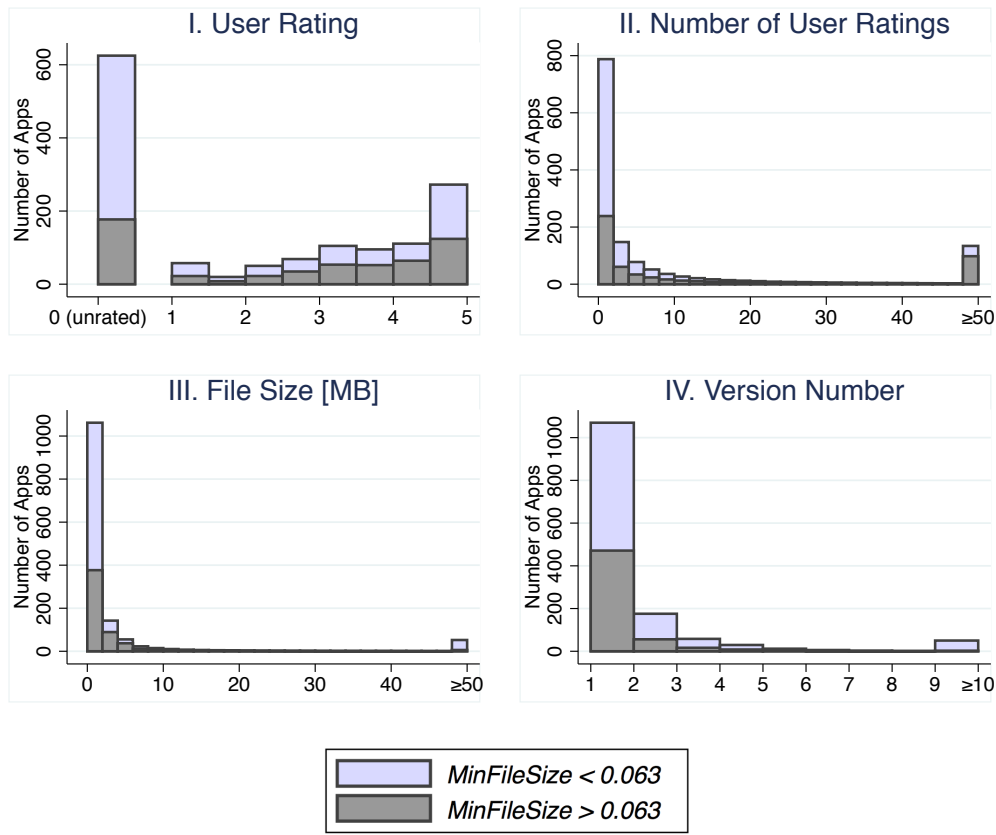 I. User Rating
Number of Apps
600
400
200
0
0 (unrated) 1 2 3 4 5
II. Number of User Ratings
Number of Apps
800
600
400
200
0
0 10 20 30 40 ≥50
III. File Size [MB]
Number of Apps
1000
800
600
400
200
0
0 10 20 30 40 ≥50
IV. Version Number
Number of Apps
1000
800
600
400
200
0
1 2 3 4 5 6 7 8 9 ≥10
MinFileSize < 0.063
MinFileSize > 0.063